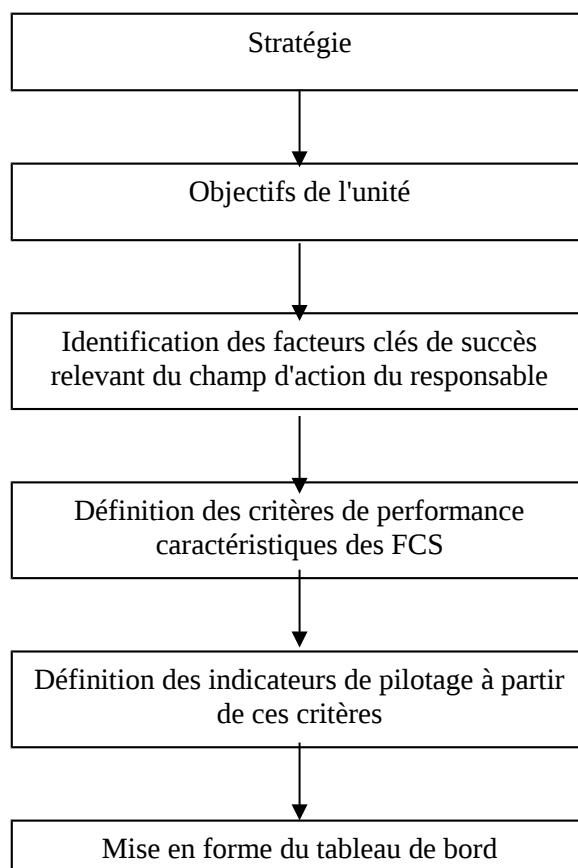 Stratégie
Objectifs de l'unité
Identification des facteurs clés de succès
relevant du champ d'action du responsable
Définition des critères de performance
caractéristiques des FCS
Définition des indicateurs de pilotage à partir
de ces critères
Mise en forme du tableau de bord